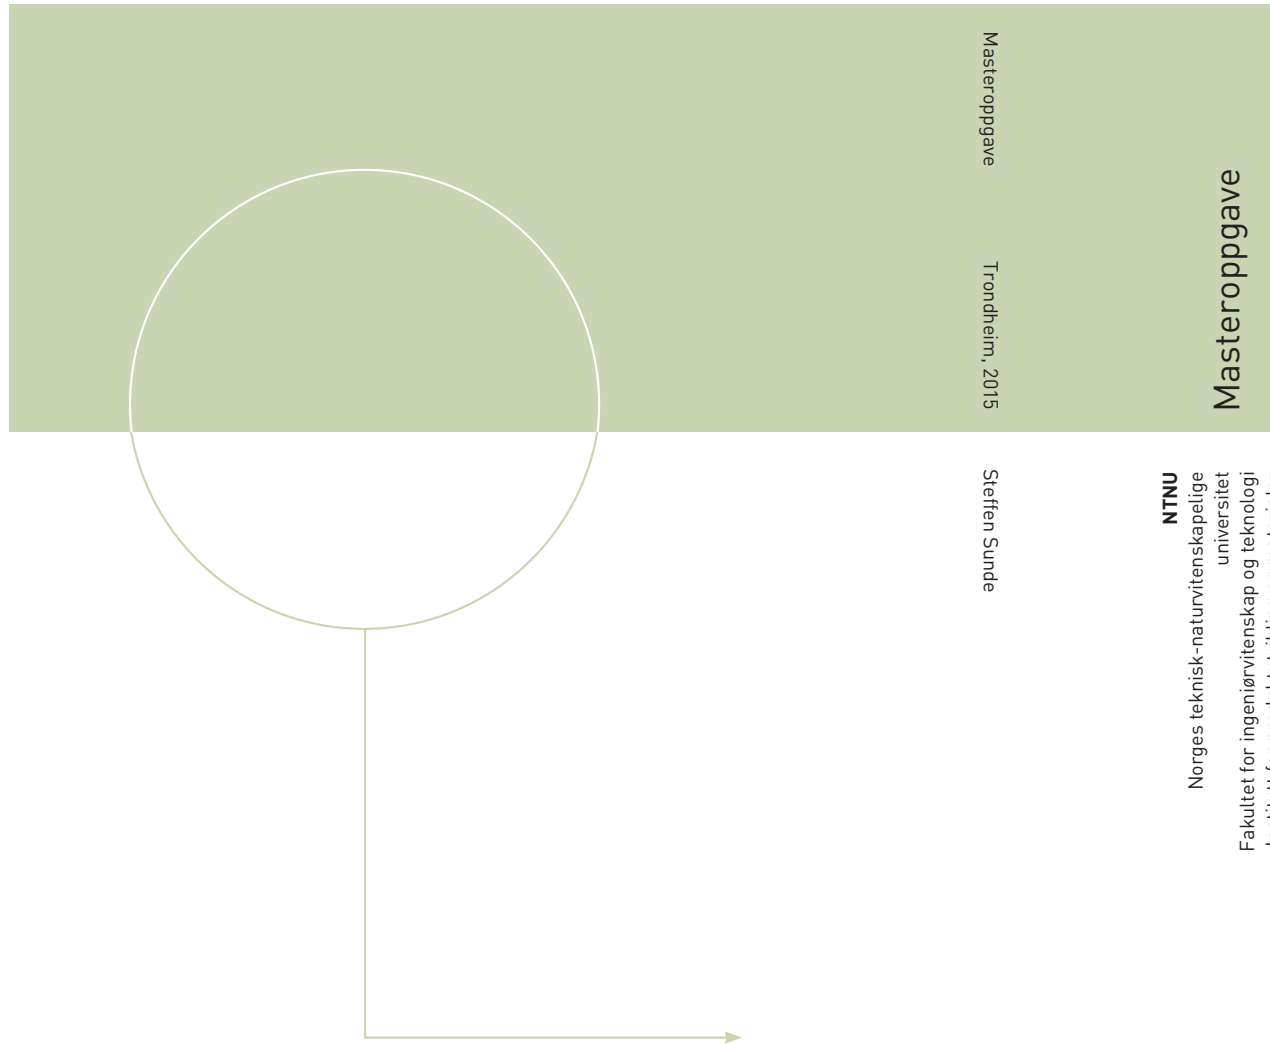 Masteroppgave
Trondheim, 2015
Steffen Sunde
Masteroppgave
NTNU
Norges teknisk-naturvitenskapelige
universitet
Fakultet for ingeniørvitenskap og teknologi